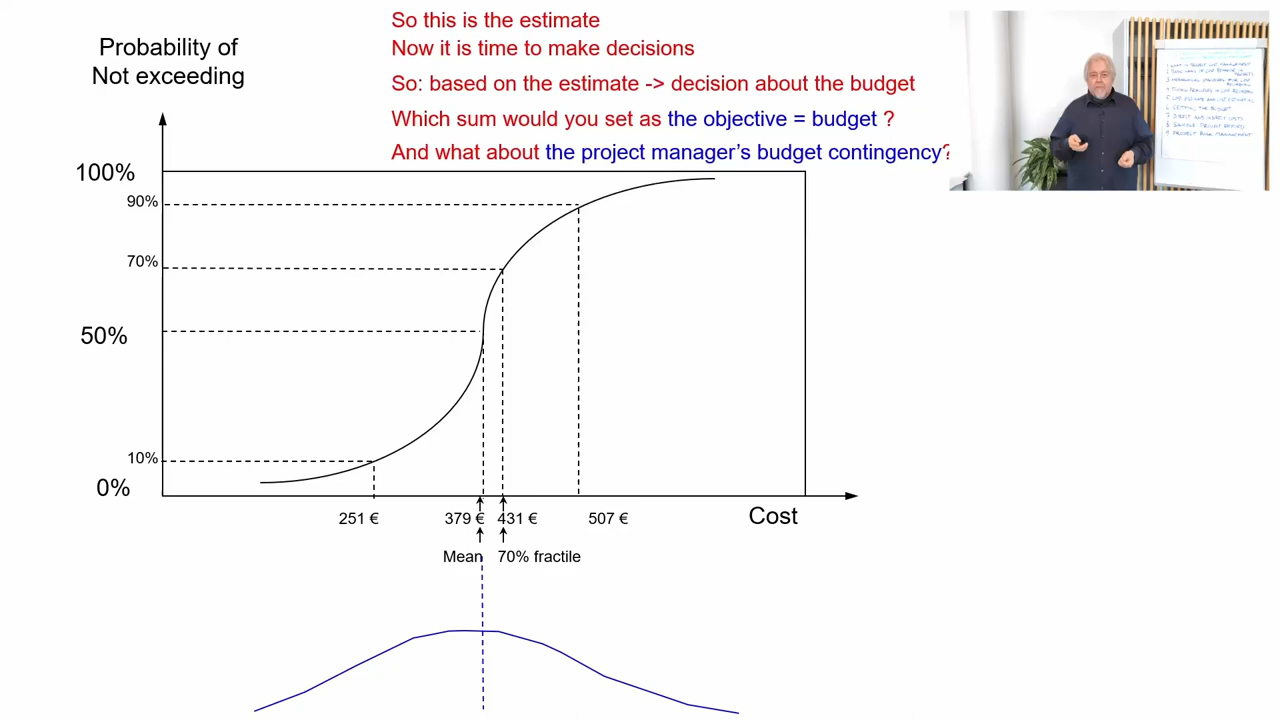 So this is the estimate
Now it is time to make decisions
So: based on the estimate -> decision about the budget
Which sum would you set as the objective = budget ?
And what about the project manager's budget contingency?
Probability of
Not exceeding
100%
90%
70%
50%
10%
0%
251 €
379 €
431 €
507 €
Cost
Mean
70% fractile